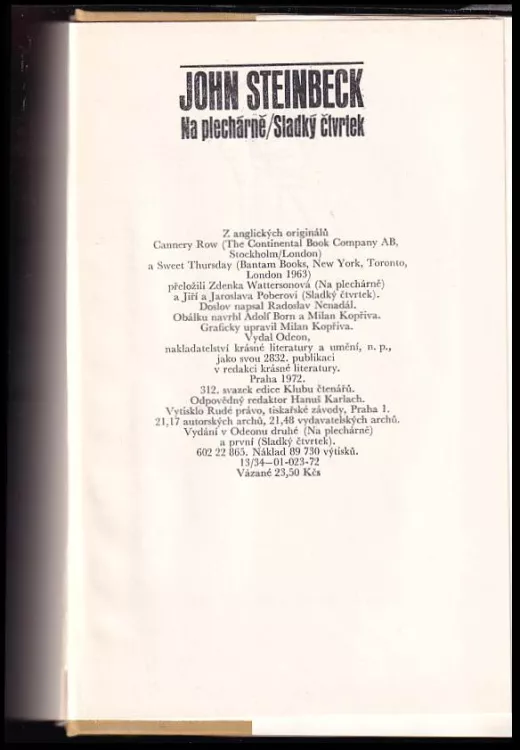 JOHN STEINBECK
Na plechárně/Sladký čtvrtek
Z anglických originálů
Cannery Row (The Continental Book Company AB,
Stockholm/London)
a Sweet Thursday (Bantam Books, New York, Toronto,
London 1963)
přeložili Zdenka Wattersonová (Na plechárně)
a Jiří a Jaroslava Poberovi (Sladký čtvrtek).
Doslov napsal Radoslav Nenadál.
Obálku navrhl Adolf Born a Milan Kopřiva.
Graficky upravil Milan Kopřiva.
Vydal Odeon,
nakladatelství krásné literatury a umění, n. p.,
jako svou 2832. publikaci
v redakci krásné literatury.
Praha 1972.
312. svazek edice Klubu čtenářů.
Odpovědný redaktor Hanuš Karlach.
Vytisklo Rudé právo, tiskařské závody, Praha 1.
21,17 autorských archů, 21,48 vydavatelských archů.
Vydání v Odeonu druhé (Na plechárně)
a první (Sladký čtvrtek).
602 22 865. Náklad 89 730 výtisků.
13/34—01-023-72
Vázané 23,50 Kčs